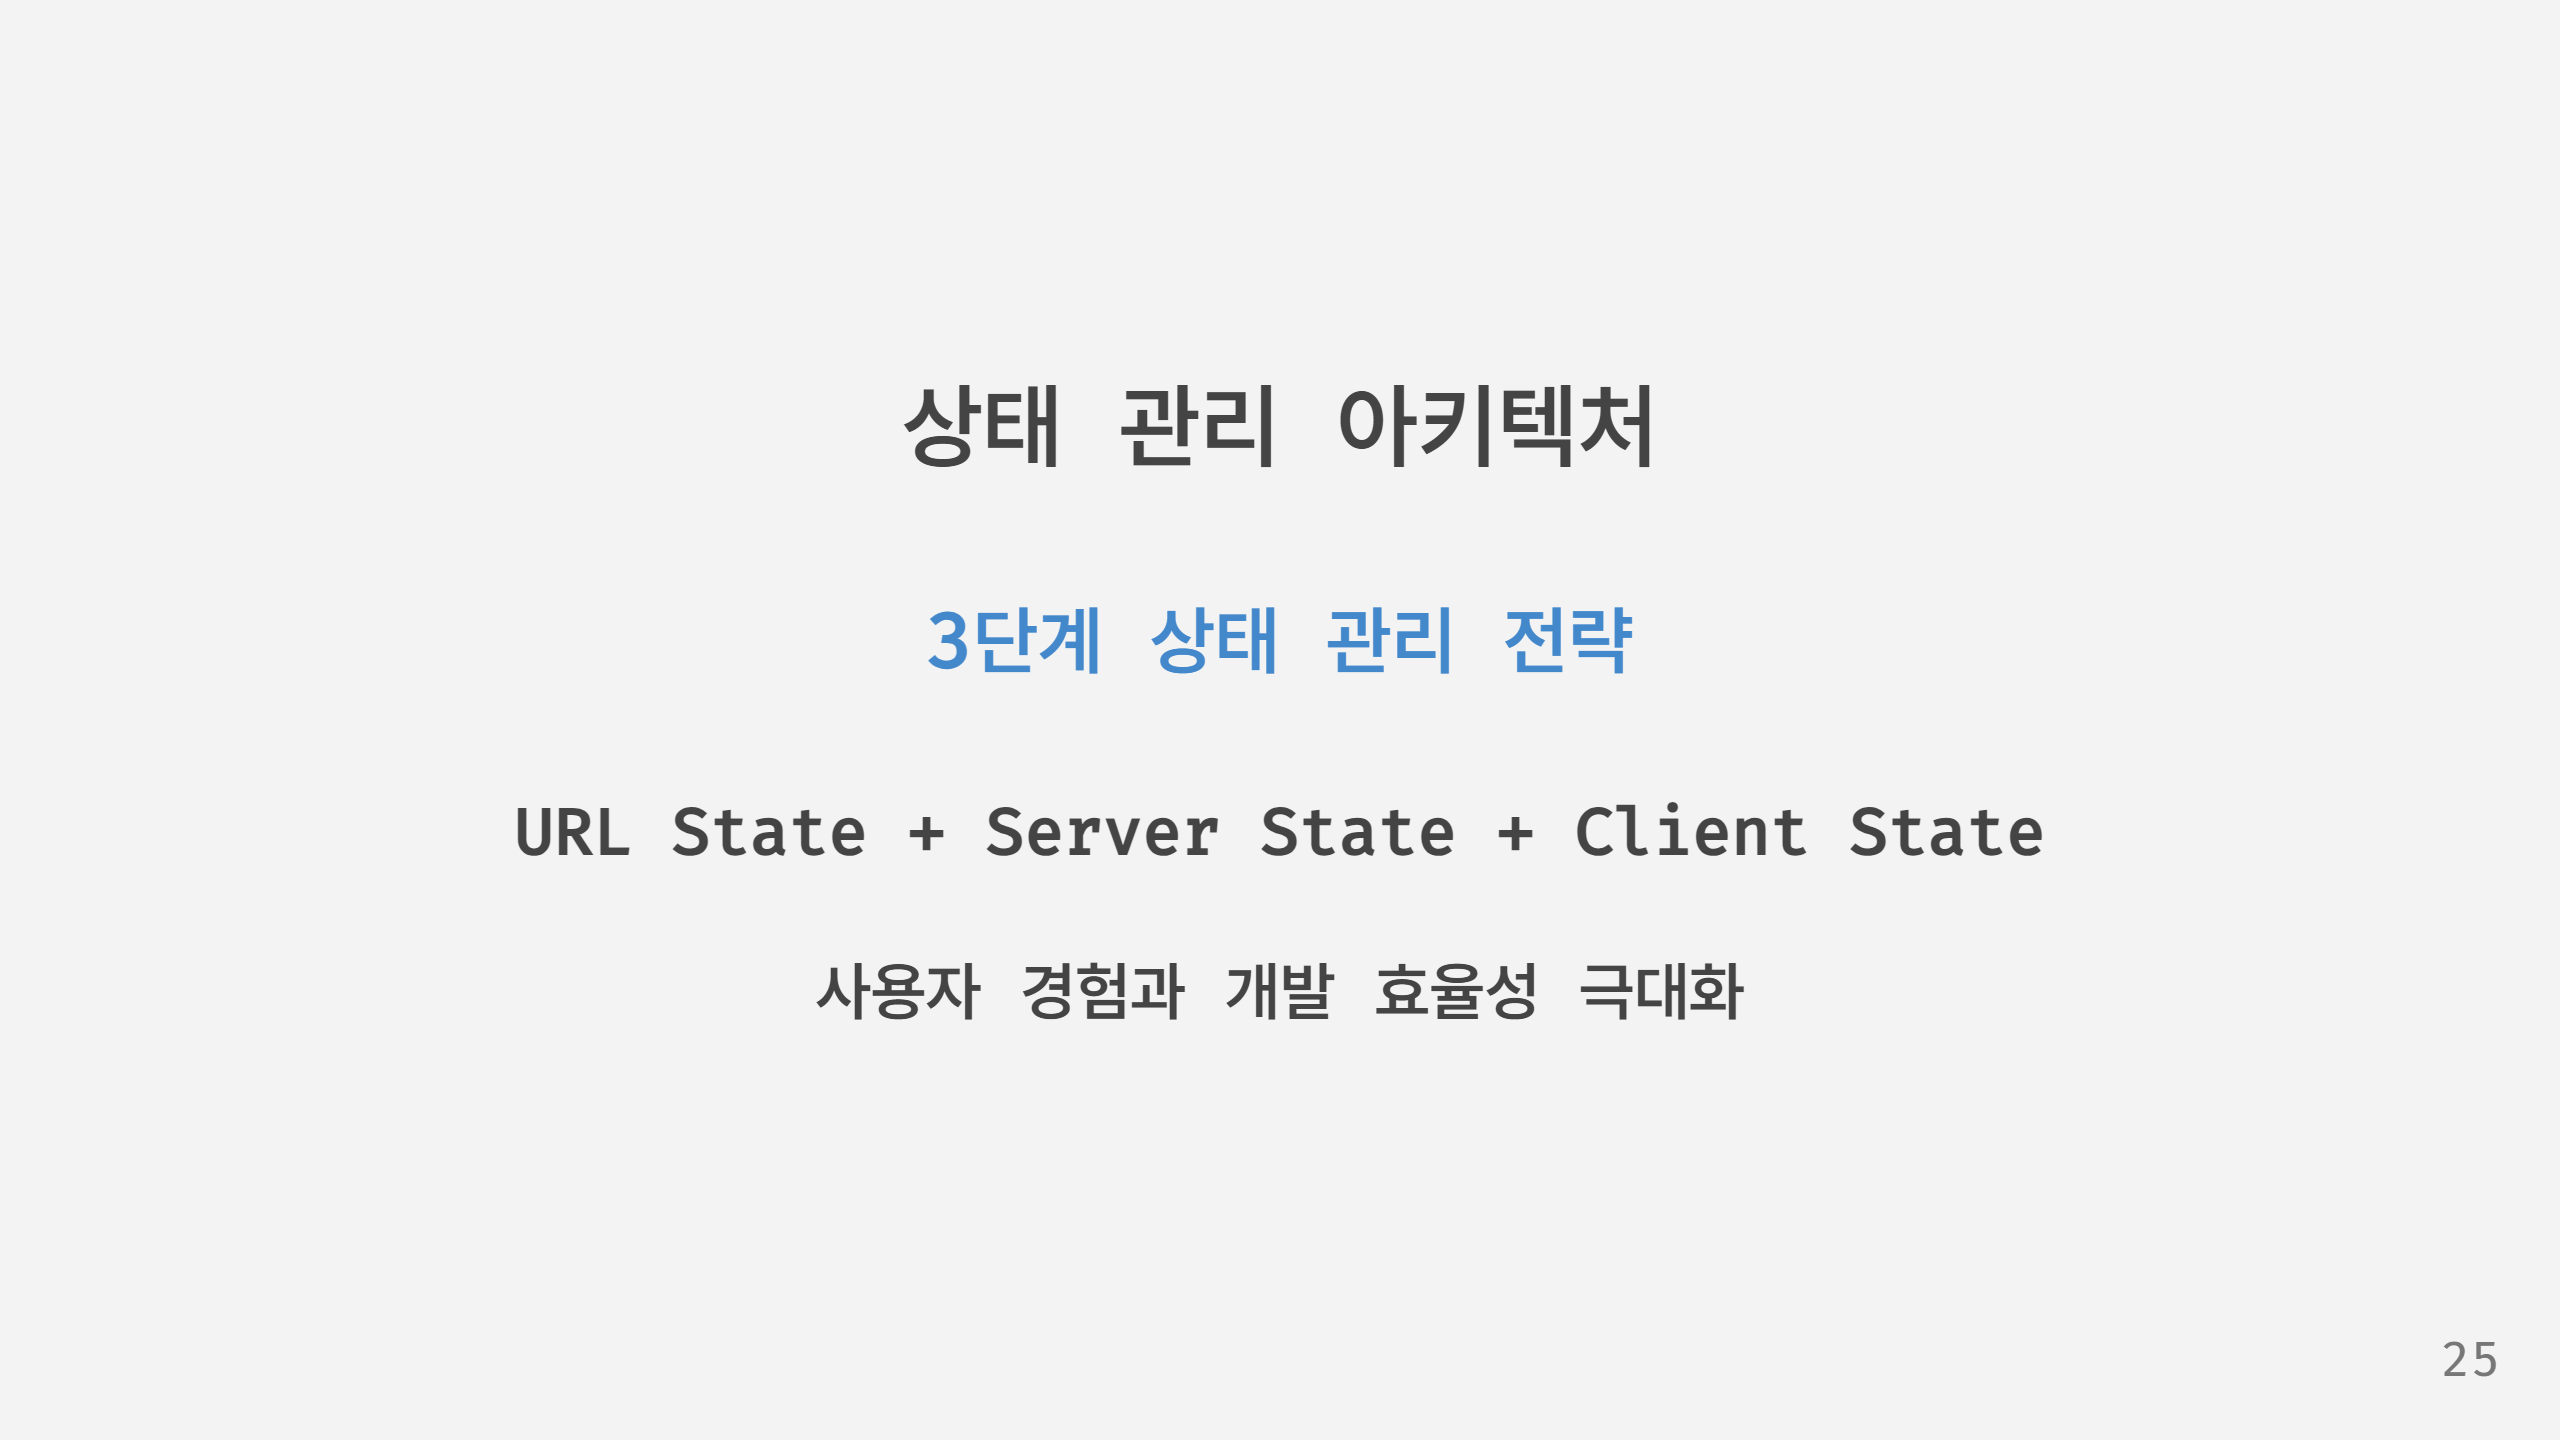 상태 관리 아키텍처
3단계 상태 관리 전략
URL State + Server State + Client State
사용자 경험과 개발 효율성 극대화
25